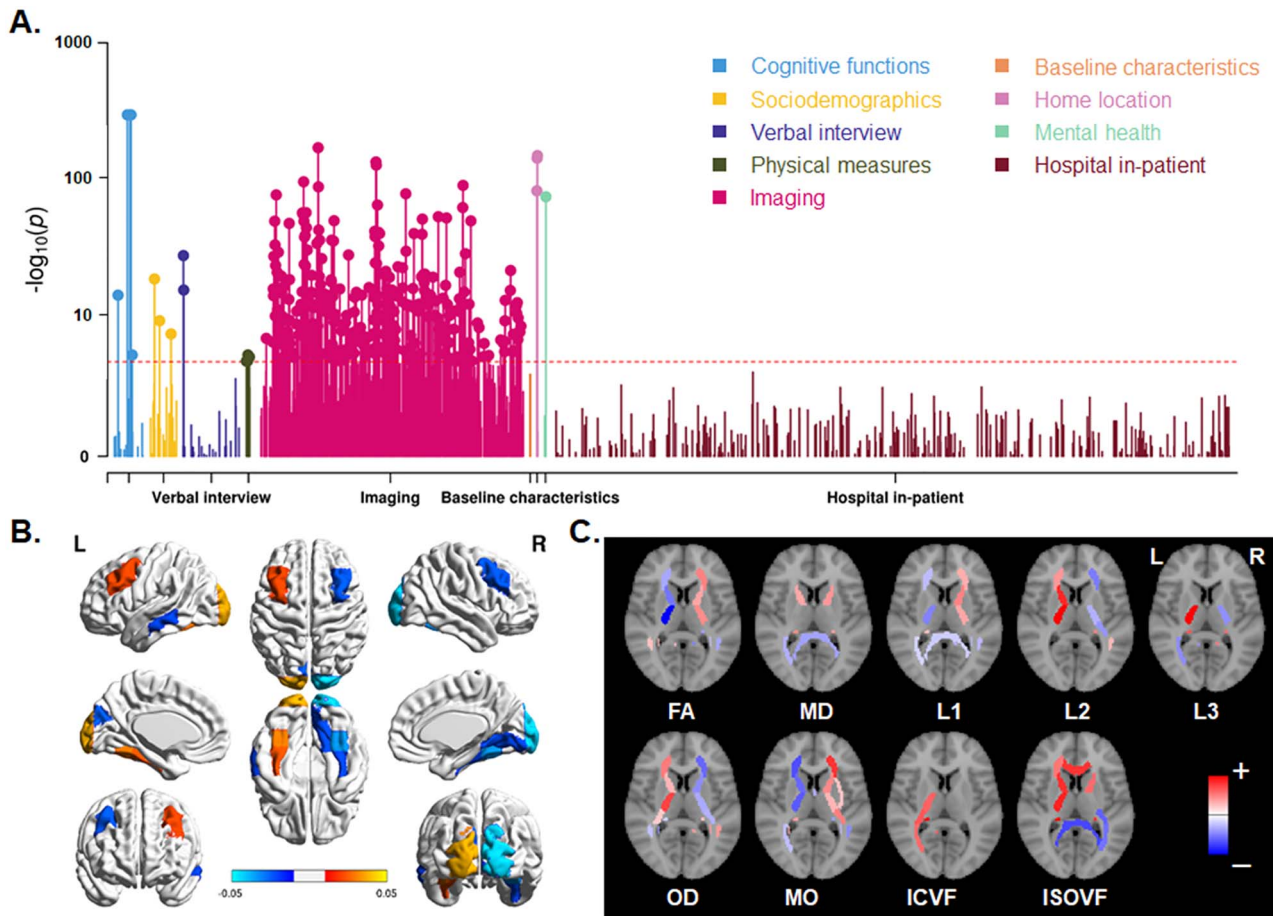 A.
1000
100
10
0
-log10(p)
Cognitive functions
Sociodemographics
Verbal interview
Physical measures
Imaging
Baseline characteristics
Home location
Mental health
Hospital in-patient
Verbal interview
Imaging
Baseline characteristics
Hospital in-patient
B.
L
R
-0.05
0.05
C.
L
R
FA
MD
L1
L2
L3
OD
MO
ICVF
ISOVF
+
−